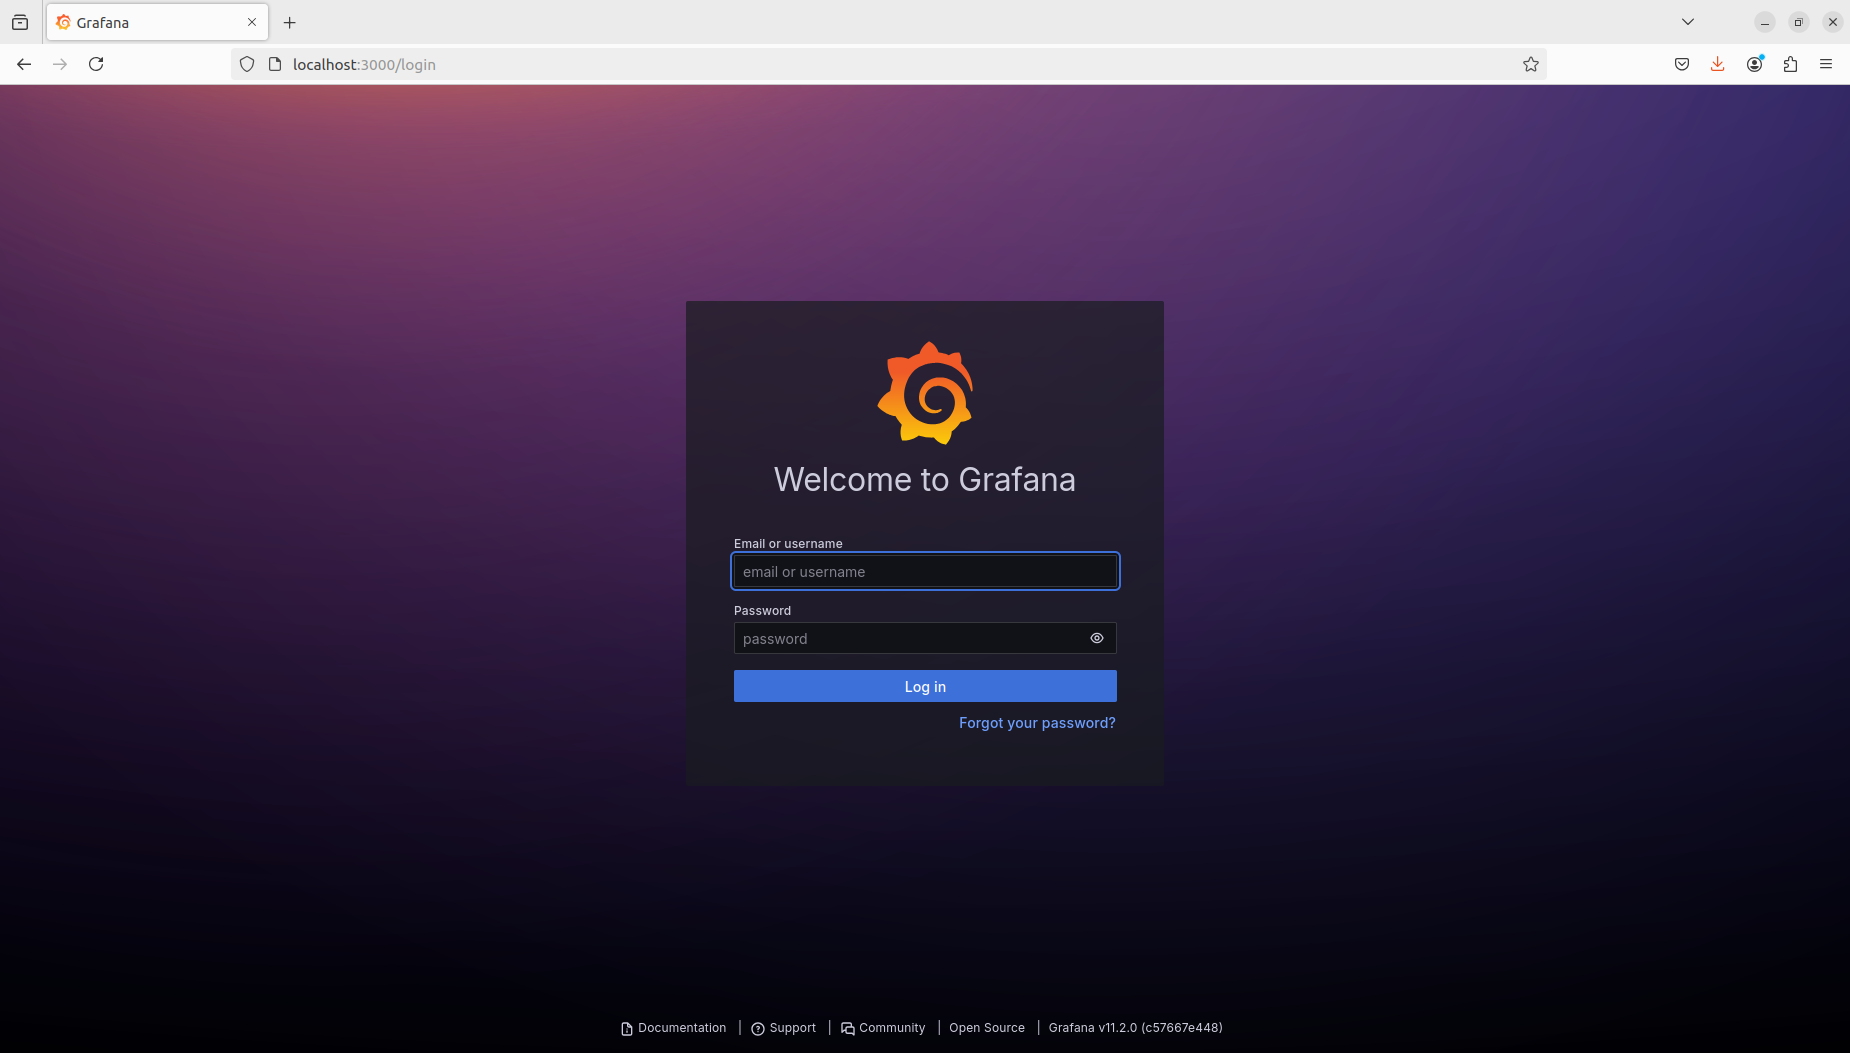 Grafana
localhost:3000/login
Welcome to Grafana
Email or username
email or username
Password
password
Log in
Forgot your password?
Documentation | Support | Community | Open Source | Grafana v11.2.0 (c57667e448)